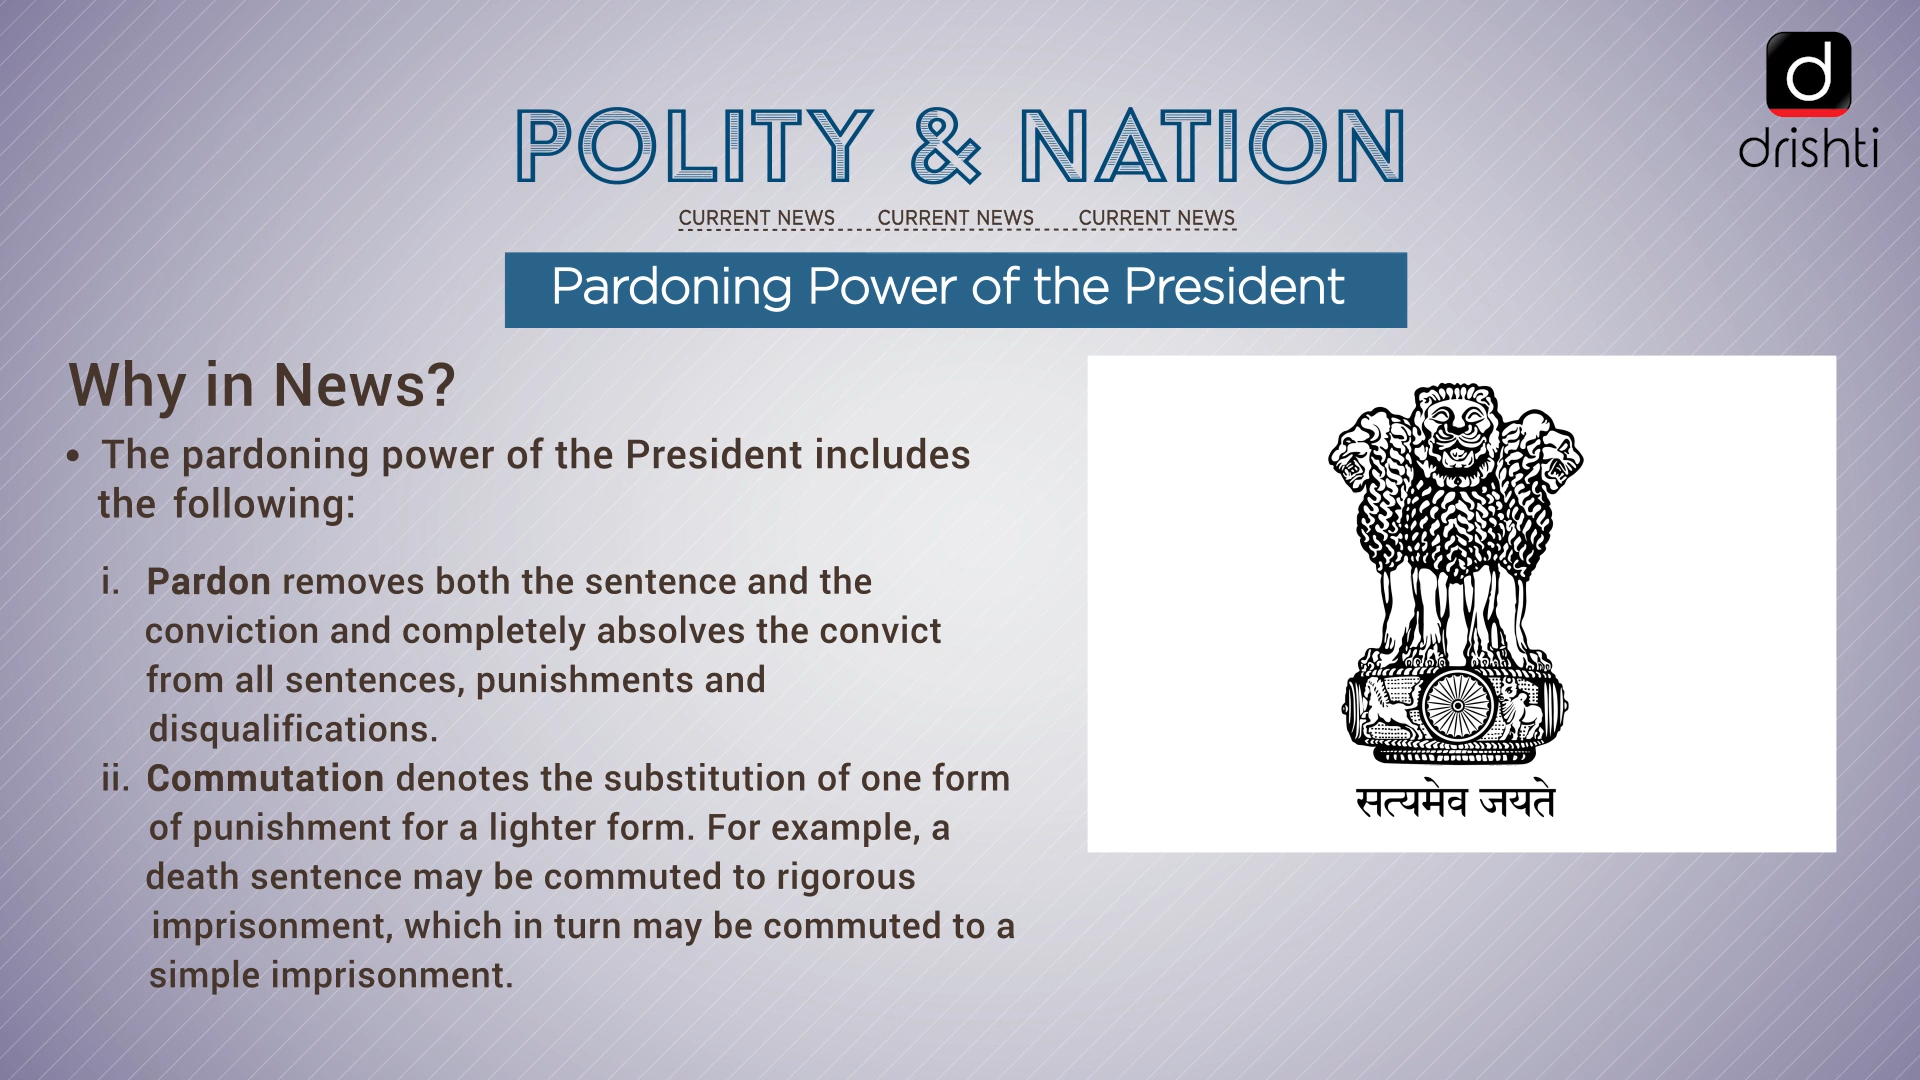 d
drishti
POLITY & NATION
CURRENT NEWS CURRENT NEWS CURRENT NEWS
Pardoning Power of the President
Why in News?
• The pardoning power of the President includes
the following:
i. Pardon removes both the sentence and the
conviction and completely absolves the convict
from all sentences, punishments and
disqualifications.
ii. Commutation denotes the substitution of one form
of punishment for a lighter form. For example, a
death sentence may be commuted to rigorous
imprisonment, which in turn may be commuted to a
simple imprisonment.
सत्यमेव जयते